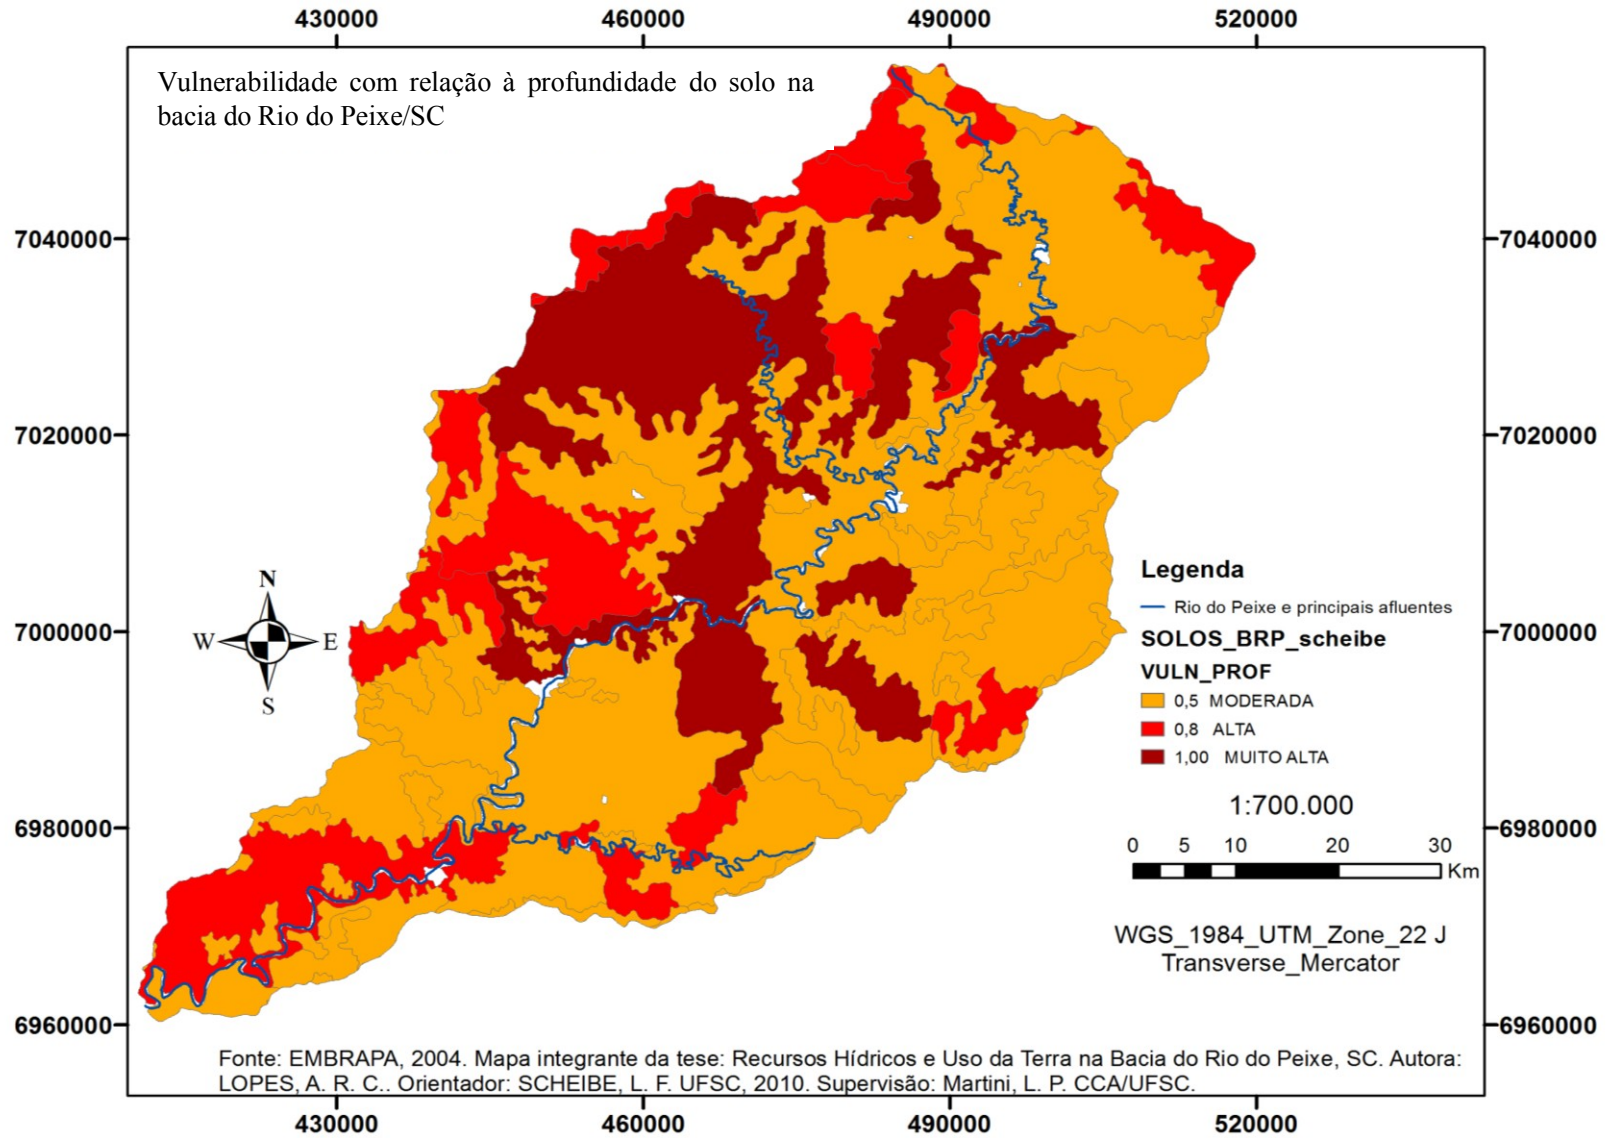 430000 460000 490000 520000
Vulnerabilidade com relação à profundidade do solo na
bacia do Rio do Peixe/SC
7040000 7040000
7020000 7020000
Legenda
N
Rio do Peixe e principais afluentes
7000000 7000000
W E
SOLOS_BRP_scheibe
VULN_PROF
S
0,5 MODERADA
0,8 ALTA
1,00 MUITO ALTA
1:700.000
6980000 6980000
0 5 10 20 30
Km
WGS_1984_UTM_Zone_22 J
Transverse_Mercator
6960000 6960000
Fonte: EMBRAPA, 2004. Mapa integrante da tese: Recursos Hídricos e Uso da Terra na Bacia do Rio do Peixe, SC. Autora:
LOPES, A. R. C.. Orientador: SCHEIBE, L. F. UFSC, 2010. Supervisão: Martini, L. P. CCA/UFSC.
430000 460000 490000 520000